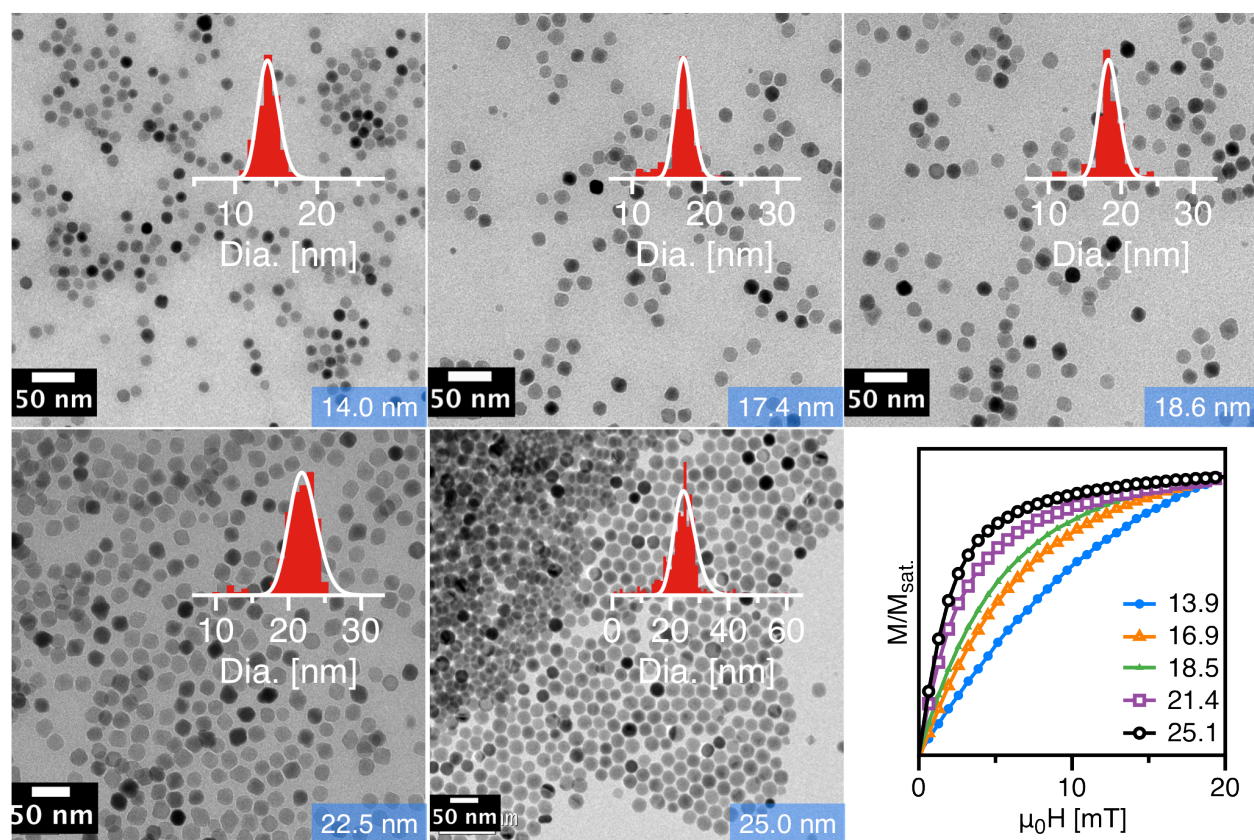 10 20
Dia. [nm]
50 nm
14.0 nm
10 20 30
Dia. [nm]
50 nm
17.4 nm
10 20 30
Dia. [nm]
50 nm
18.6 nm
10 20 30
Dia. [nm]
50 nm
22.5 nm
0 20 40 60
Dia. [nm]
50 nm
25.0 nm
M/Msat.
13.9
16.9
18.5
21.4
25.1
0 10 20
μ₀H [mT]